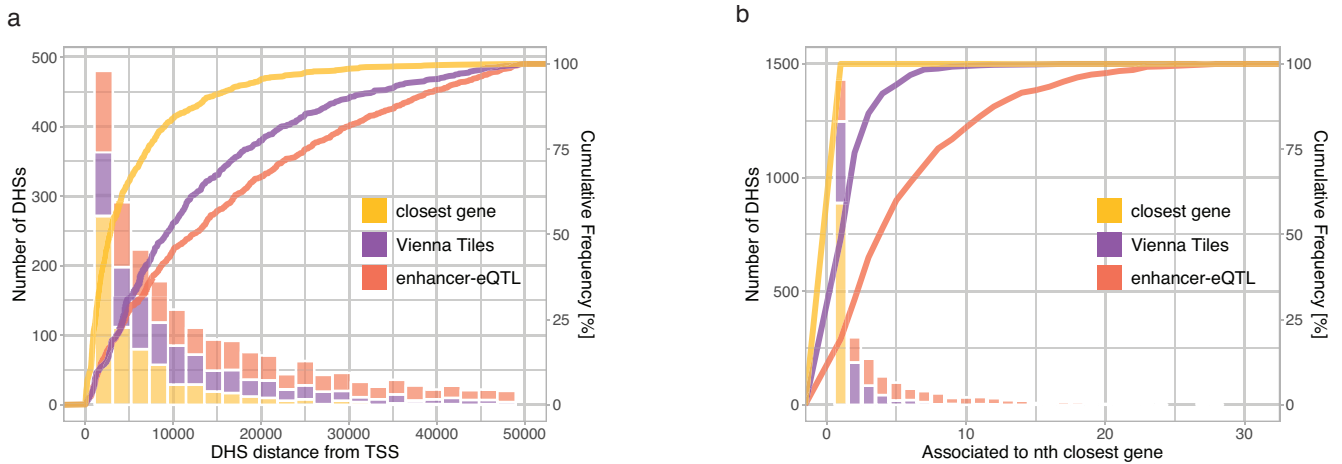 a
500
400
300
200
100
0
Number of DHSs
100
75
50
25
0
Cumulative Frequency [%]
closest gene
Vienna Tiles
enhancer-eQTL
0 10000 20000 30000 40000 50000
DHS distance from TSS
b
1500
1000
500
0
Number of DHSs
100
75
50
25
0
Cumulative Frequency [%]
closest gene
Vienna Tiles
enhancer-eQTL
0 10 20 30
Associated to nth closest gene